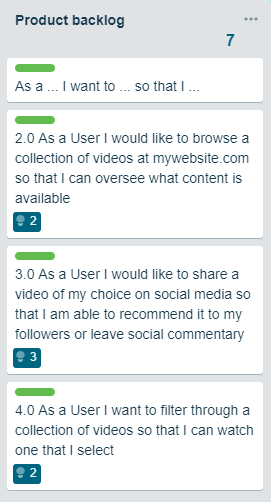 Product backlog
7
As a ... I want to ... so that I ...
2.0 As a User I would like to browse a
collection of videos at mywebsite.com
so that I can oversee what content is
available
2
3.0 As a User I would like to share a
video of my choice on social media so
that I am able to recommend it to my
followers or leave social commentary
3
4.0 As a User I want to filter through a
collection of videos so that I can watch
one that I select
2